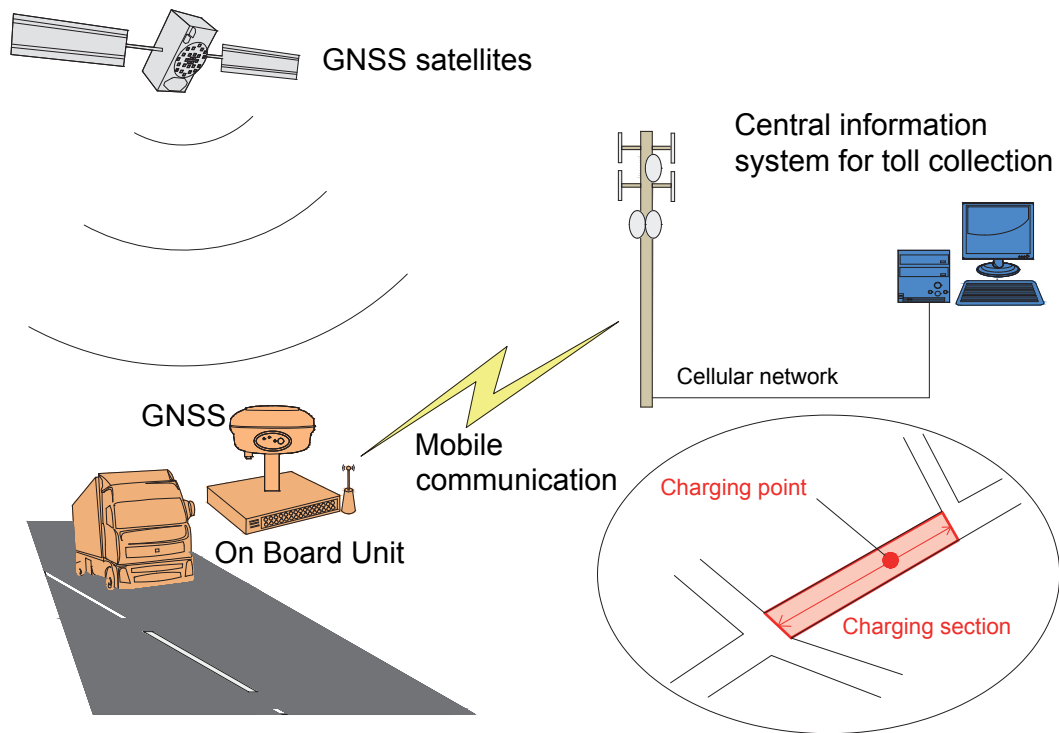 GNSS satellites
Central information
system for toll collection
Cellular network
GNSS
Mobile
communication
On Board Unit
Charging point
Charging section